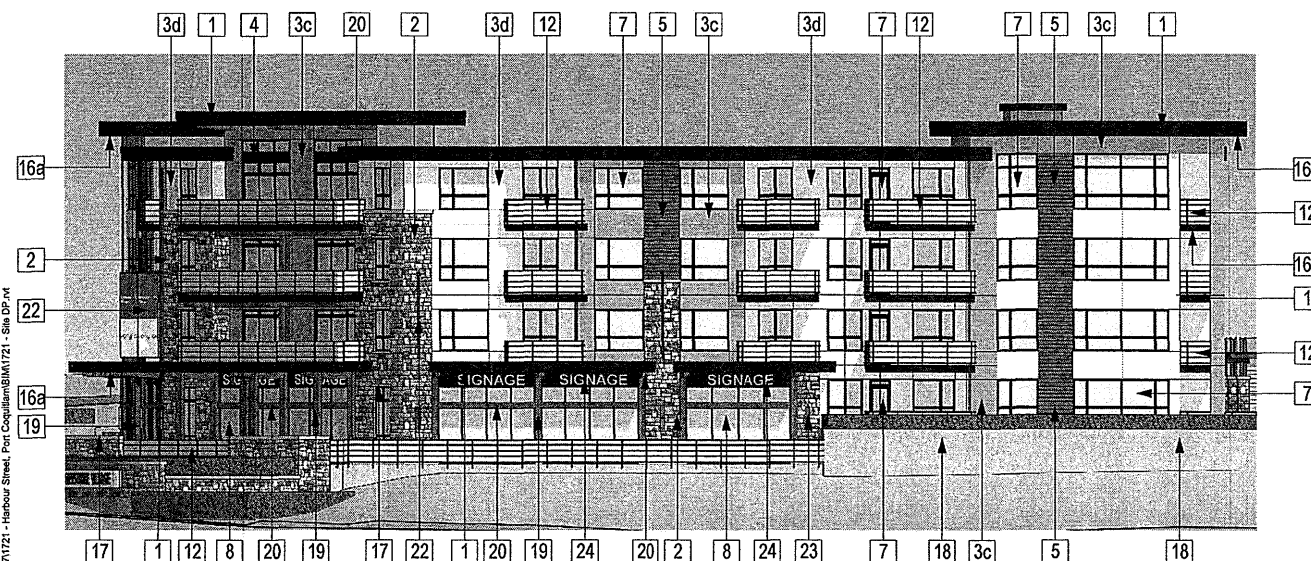 3d 1 4 3c 20 2 3d 12 7 5 3c 3d 7 12 7 5 3c 1
16a
16
12
2
16
22
1
12
SIGNAGE SIGNAGE SIGNAGE SIGNAGE SIGNAGE
16a
7
19
17
17 1 12 8 20 19 17 22 1 20 19 24 20 2 8 24 23 7 18 3c 5 18
7\1721 - Harbour Street, Port Coquitlam\BIM\1721 - Site DP.rvt